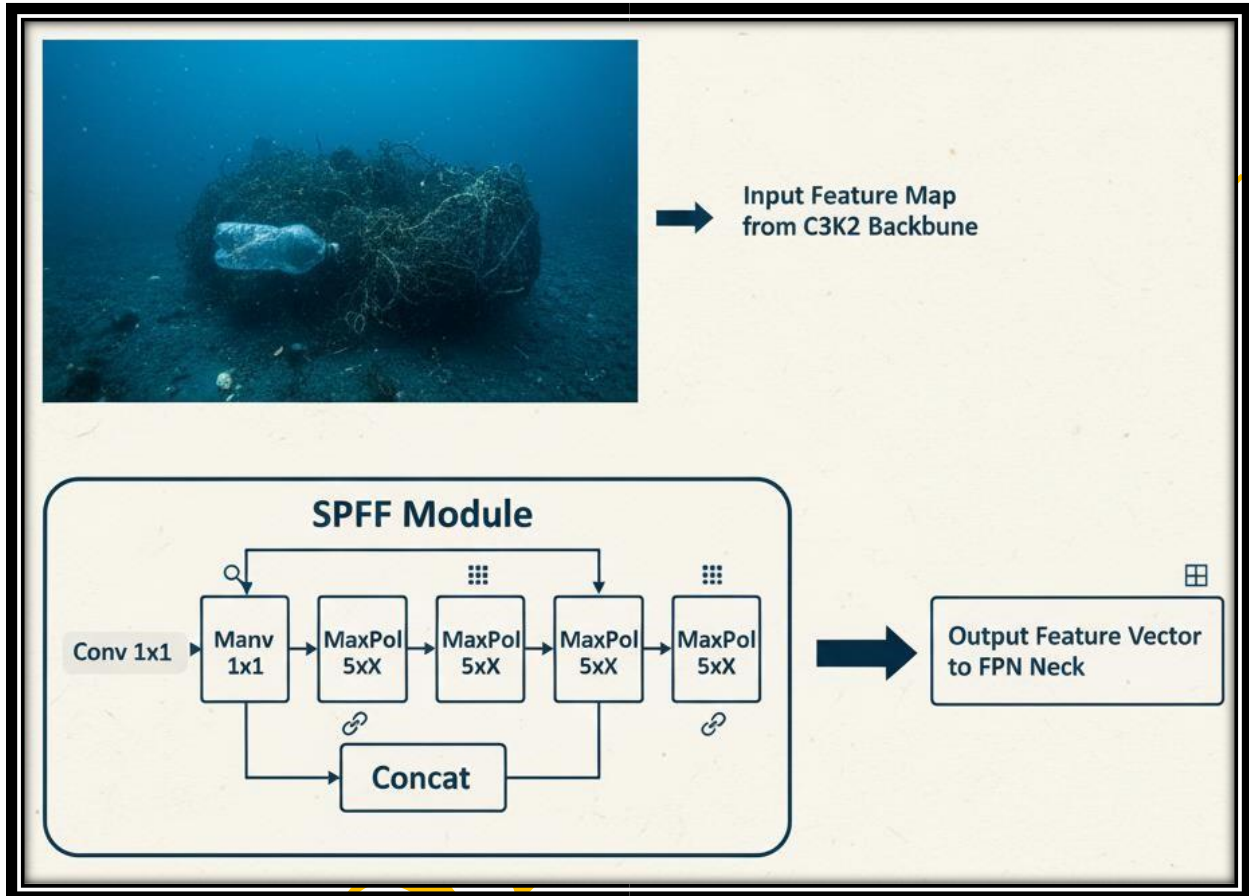 Input Feature Map
from C3K2 Backbune
SPFF Module
Conv 1x1
Manv
1x1
MaxPol
5xX
MaxPol
5xX
MaxPol
5xX
MaxPol
5xX
Concat
Output Feature Vector
to FPN Neck